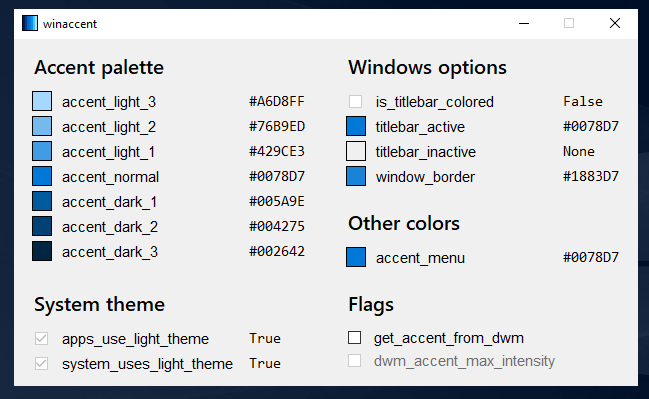 winaccent
Accent palette
accent_light_3 #A6D8FF
accent_light_2 #76B9ED
accent_light_1 #429CE3
accent_normal #0078D7
accent_dark_1 #005A9E
accent_dark_2 #004275
accent_dark_3 #002642
System theme
apps_use_light_theme True
system_uses_light_theme True
Windows options
is_titlebar_colored False
titlebar_active #0078D7
titlebar_inactive None
window_border #1883D7
Other colors
accent_menu #0078D7
Flags
get_accent_from_dwm
dwm_accent_max_intensity